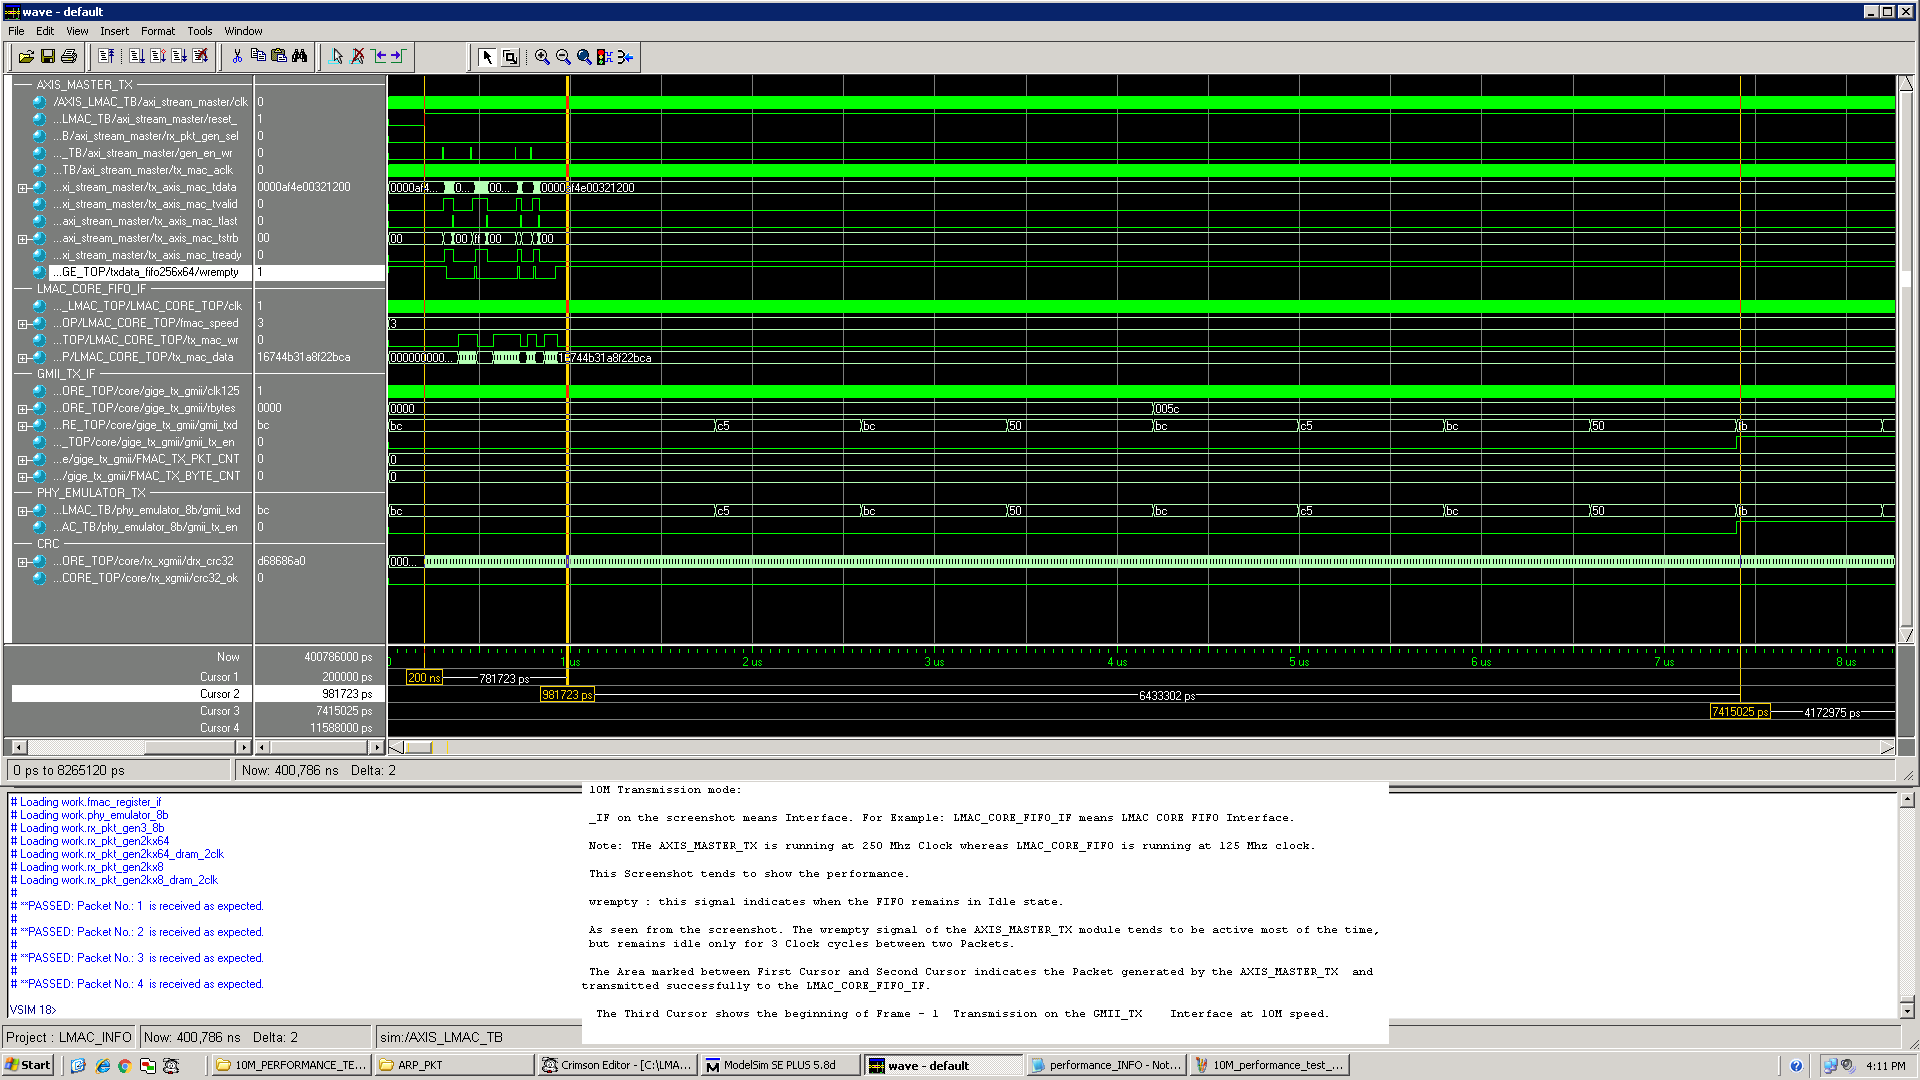 wave - default
File Edit View Insert Format Tools Window
AXIS_MASTER_TX
/AXIS_LMAC_TB/axi_stream_master/clk 0
...LMAC_TB/axi_stream_master/reset_ 1
...B/axi_stream_master/rx_pkt_gen_sel 0
..._TB/axi_stream_master/gen_en_wr 0
...TB/axi_stream_master/tx_mac_aclk 0
...xi_stream_master/tx_axis_mac_tdata 0000af4e00321200 0000af4... 0... 00... 0000af4e00321200
...xi_stream_master/tx_axis_mac_tvalid 0
...axi_stream_master/tx_axis_mac_tlast 0
...axi_stream_master/tx_axis_mac_tstrb 00 00 00 ff 00 00
...xi_stream_master/tx_axis_mac_tready 0
...GE_TOP/txdata_fifo256x64/wrempty 1
LMAC_CORE_FIFO_IF
..._LMAC_TOP/LMAC_CORE_TOP/clk 1
...OP/LMAC_CORE_TOP/fmac_speed 3 3
...TOP/LMAC_CORE_TOP/tx_mac_wr 0
...P/LMAC_CORE_TOP/tx_mac_data 16744b31a8f22bca 000000000... 16744b31a8f22bca
GMII_TX_IF
...ORE_TOP/core/gige_tx_gmii/clk125 1
...ORE_TOP/core/gige_tx_gmii/rbytes 0000 0000 005c
...RE_TOP/core/gige_tx_gmii/gmii_txd bc bc c5 bc 50 bc c5 bc 50 fb
..._TOP/core/gige_tx_gmii/gmii_tx_en 0
...e/gige_tx_gmii/FMAC_TX_PKT_CNT 0 0
.../gige_tx_gmii/FMAC_TX_BYTE_CNT 0 0
PHY_EMULATOR_TX
...LMAC_TB/phy_emulator_8b/gmii_txd bc bc c5 bc 50 bc c5 bc 50 fb
...AC_TB/phy_emulator_8b/gmii_tx_en 0
CRC
...ORE_TOP/core/rx_xgmii/drx_crc32 d68686a0 000...
...CORE_TOP/core/rx_xgmii/crc32_ok 0
Now 400786000 ps 0 1 us 2 us 3 us 4 us 5 us 6 us 7 us 8 us
Cursor 1 200000 ps 200 ns 781723 ps
Cursor 2 981723 ps 981723 ps 6433302 ps
Cursor 3 7415025 ps 7415025 ps 4172975 ps
Cursor 4 11588000 ps
0 ps to 8265120 ps Now: 400,786 ns Delta: 2
# Loading work.fmac_register_if
# Loading work.phy_emulator_8b
# Loading work.rx_pkt_gen3_8b
# Loading work.rx_pkt_gen2kx64
# Loading work.rx_pkt_gen2kx64_dram_2clk
# Loading work.rx_pkt_gen2kx8
# Loading work.rx_pkt_gen2kx8_dram_2clk
#
# **PASSED: Packet No.: 1 is received as expected.
#
# **PASSED: Packet No.: 2 is received as expected.
#
# **PASSED: Packet No.: 3 is received as expected.
#
# **PASSED: Packet No.: 4 is received as expected.
VSIM 18>
10M Transmission mode:
_IF on the screenshot means Interface. For Example: LMAC_CORE_FIFO_IF means LMAC CORE FIFO Interface.
Note: THe AXIS_MASTER_TX is running at 250 Mhz Clock whereas LMAC_CORE_FIFO is running at 125 Mhz clock.
This Screenshot tends to show the performance.
wrempty : this signal indicates when the FIFO remains in Idle state.
As seen from the screenshot. The wrempty signal of the AXIS_MASTER_TX module tends to be active most of the time,
but remains idle only for 3 Clock cycles between two Packets.
The Area marked between First Cursor and Second Cursor indicates the Packet generated by the AXIS_MASTER_TX and
transmitted successfully to the LMAC_CORE_FIFO_IF.
The Third Cursor shows the beginning of Frame - 1 Transmission on the GMII_TX Interface at 10M speed.
Project : LMAC_INFO Now: 400,786 ns Delta: 2 sim:/AXIS_LMAC_TB
Start 10M_PERFORMANCE_TE... ARP_PKT Crimson Editor - [C:\LMA... ModelSim SE PLUS 5.8d wave - default performance_INFO - Not... 10M_performance_test_... 4:11 PM